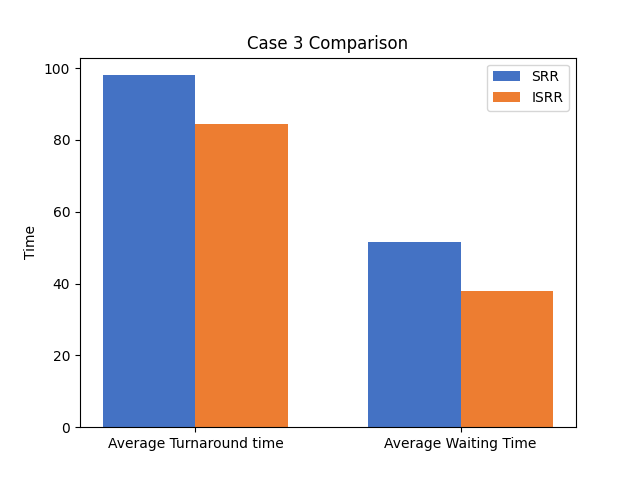 Case 3 Comparison
SRR
ISRR
100
80
60
40
20
0
Time
Average Turnaround time
Average Waiting Time